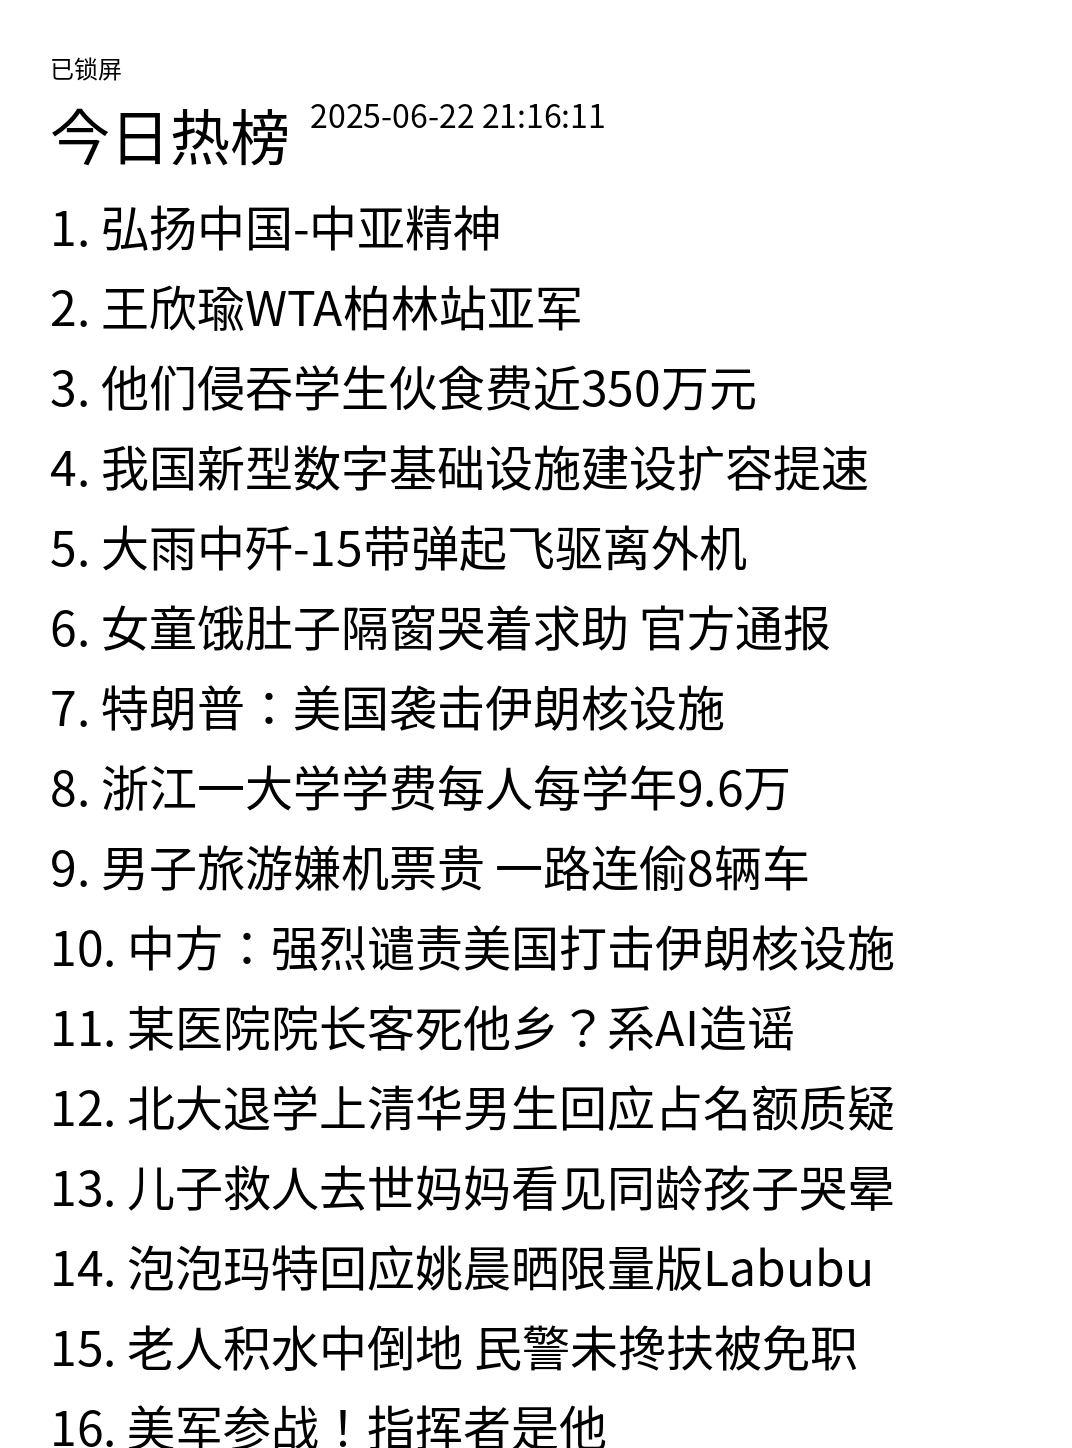 已锁屏
今日热榜 2025-06-22 21:16:11
1. 弘扬中国-中亚精神
2. 王欣瑜WTA柏林站亚军
3. 他们侵吞学生伙食费近350万元
4. 我国新型数字基础设施建设扩容提速
5. 大雨中歼-15带弹起飞驱离外机
6. 女童饿肚子隔窗哭着求助 官方通报
7. 特朗普：美国袭击伊朗核设施
8. 浙江一大学学费每人每学年9.6万
9. 男子旅游嫌机票贵 一路连偷8辆车
10. 中方：强烈谴责美国打击伊朗核设施
11. 某医院院长客死他乡？系AI造谣
12. 北大退学上清华男生回应占名额质疑
13. 儿子救人去世妈妈看见同龄孩子哭晕
14. 泡泡玛特回应姚晨晒限量版Labubu
15. 老人积水中倒地 民警未搀扶被免职
16. 美军参战！指挥者是他